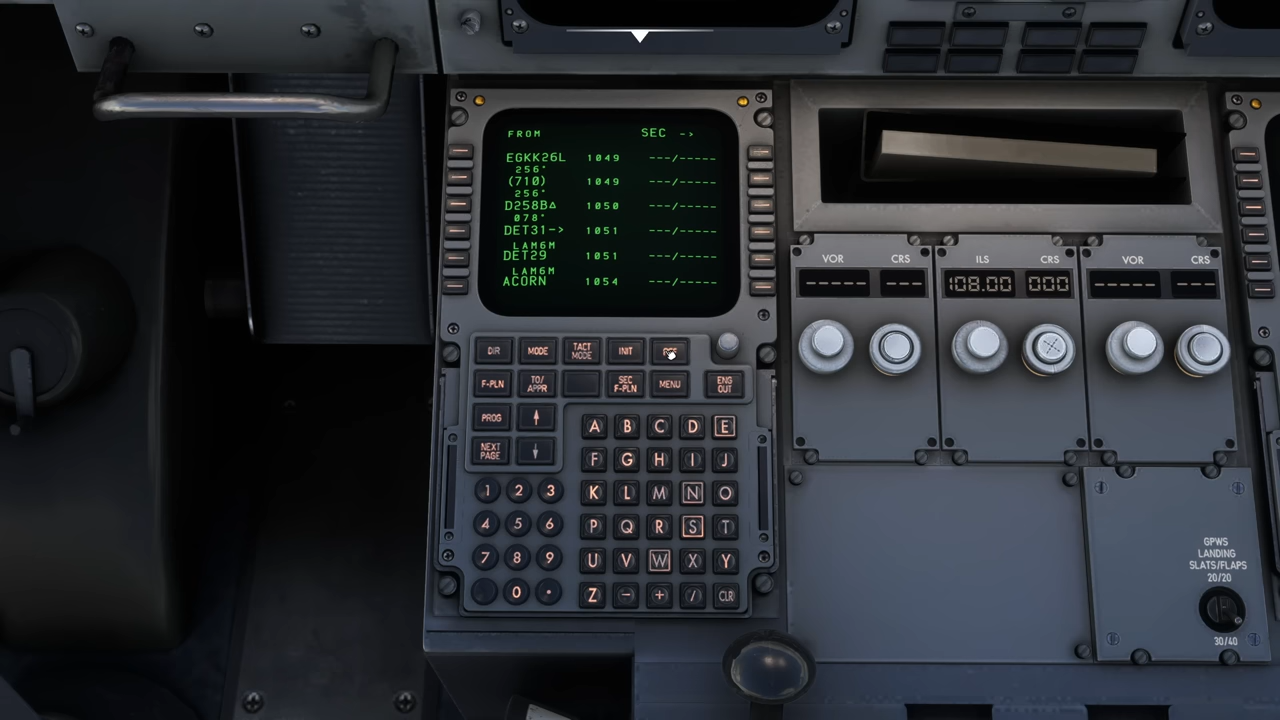 FROM SEC ->
EGKK26L 1049 ---/-----
256°
(710) 1049 ---/-----
256°
D258B△ 1050 ---/-----
078°
DET31-> 1051 ---/-----
LAM6M
DET29 1051 ---/-----
LAM6M
ACORN 1054 ---/-----
VOR CRS
----- ---
ILS CRS
108.00 000
VOR CRS
----- ---
DIR MODE TACT MODE INIT
F-PLN TO/APPR SEC F-PLN MENU ENG OUT
PROG ↑
NEXT PAGE ↓
A B C D E
F G H I J
1 2 3 K L M N O
4 5 6 P Q R S T
7 8 9 U V W X Y
0 . Z - + / CLR
GPWS
LANDING
SLATS/FLAPS
20/20
30/40